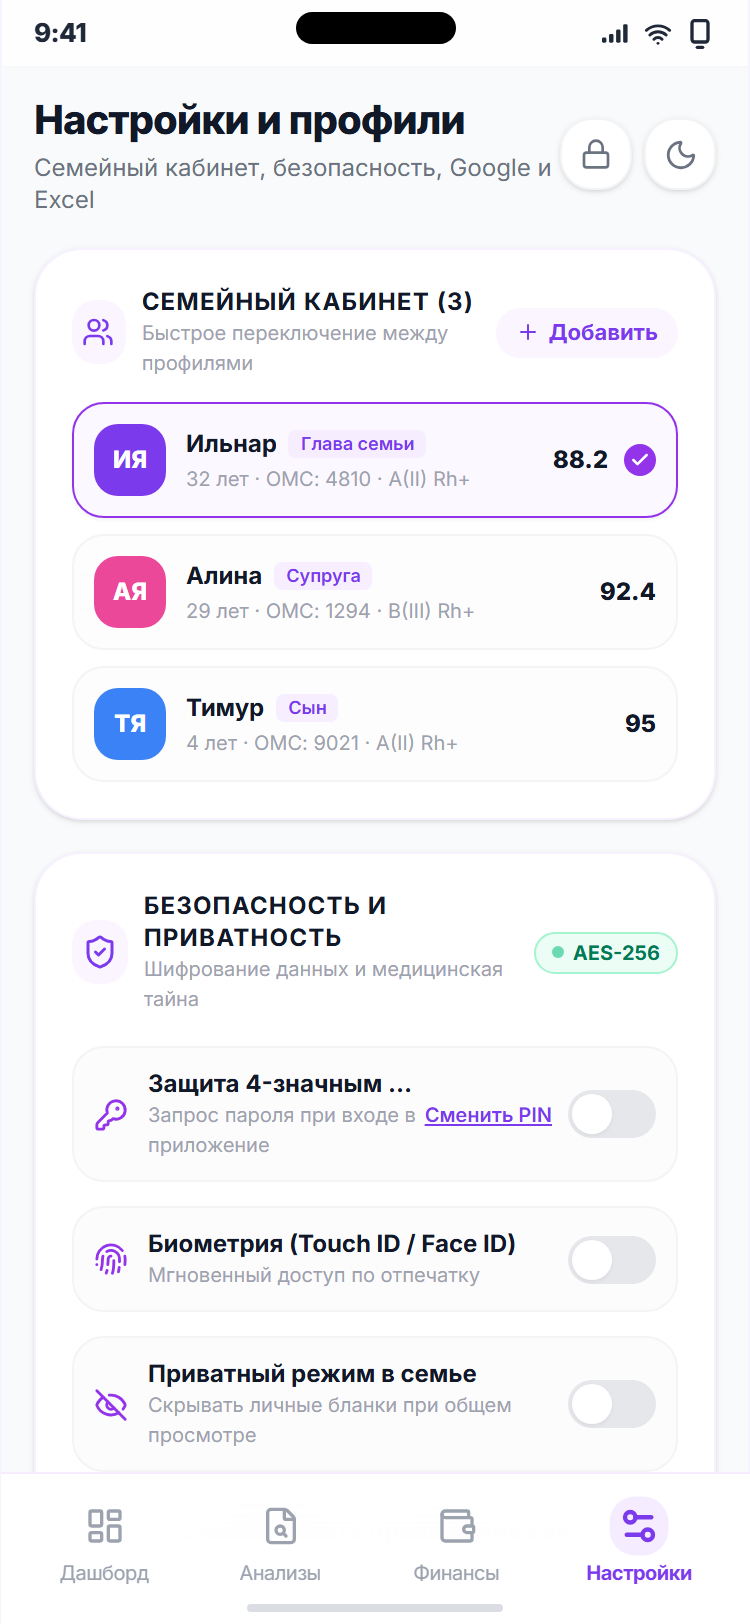 9:41
Настройки и профили
Семейный кабинет, безопасность, Google и
Excel
СЕМЕЙНЫЙ КАБИНЕТ (3)
Быстрое переключение между
профилями
+ Добавить
ИЯ
Ильнар
Глава семьи
32 лет · ОМС: 4810 · A(II) Rh+
88.2
АЯ
Алина
Супруга
29 лет · ОМС: 1294 · B(III) Rh+
92.4
ТЯ
Тимур
Сын
4 лет · ОМС: 9021 · A(II) Rh+
95
БЕЗОПАСНОСТЬ И
ПРИВАТНОСТЬ
Шифрование данных и медицинская
тайна
AES-256
Защита 4-значным ...
Запрос пароля при входе в
приложение
Сменить PIN
Биометрия (Touch ID / Face ID)
Мгновенный доступ по отпечатку
Приватный режим в семье
Скрывать личные бланки при общем
просмотре
Дашборд
Анализы
Финансы
Настройки